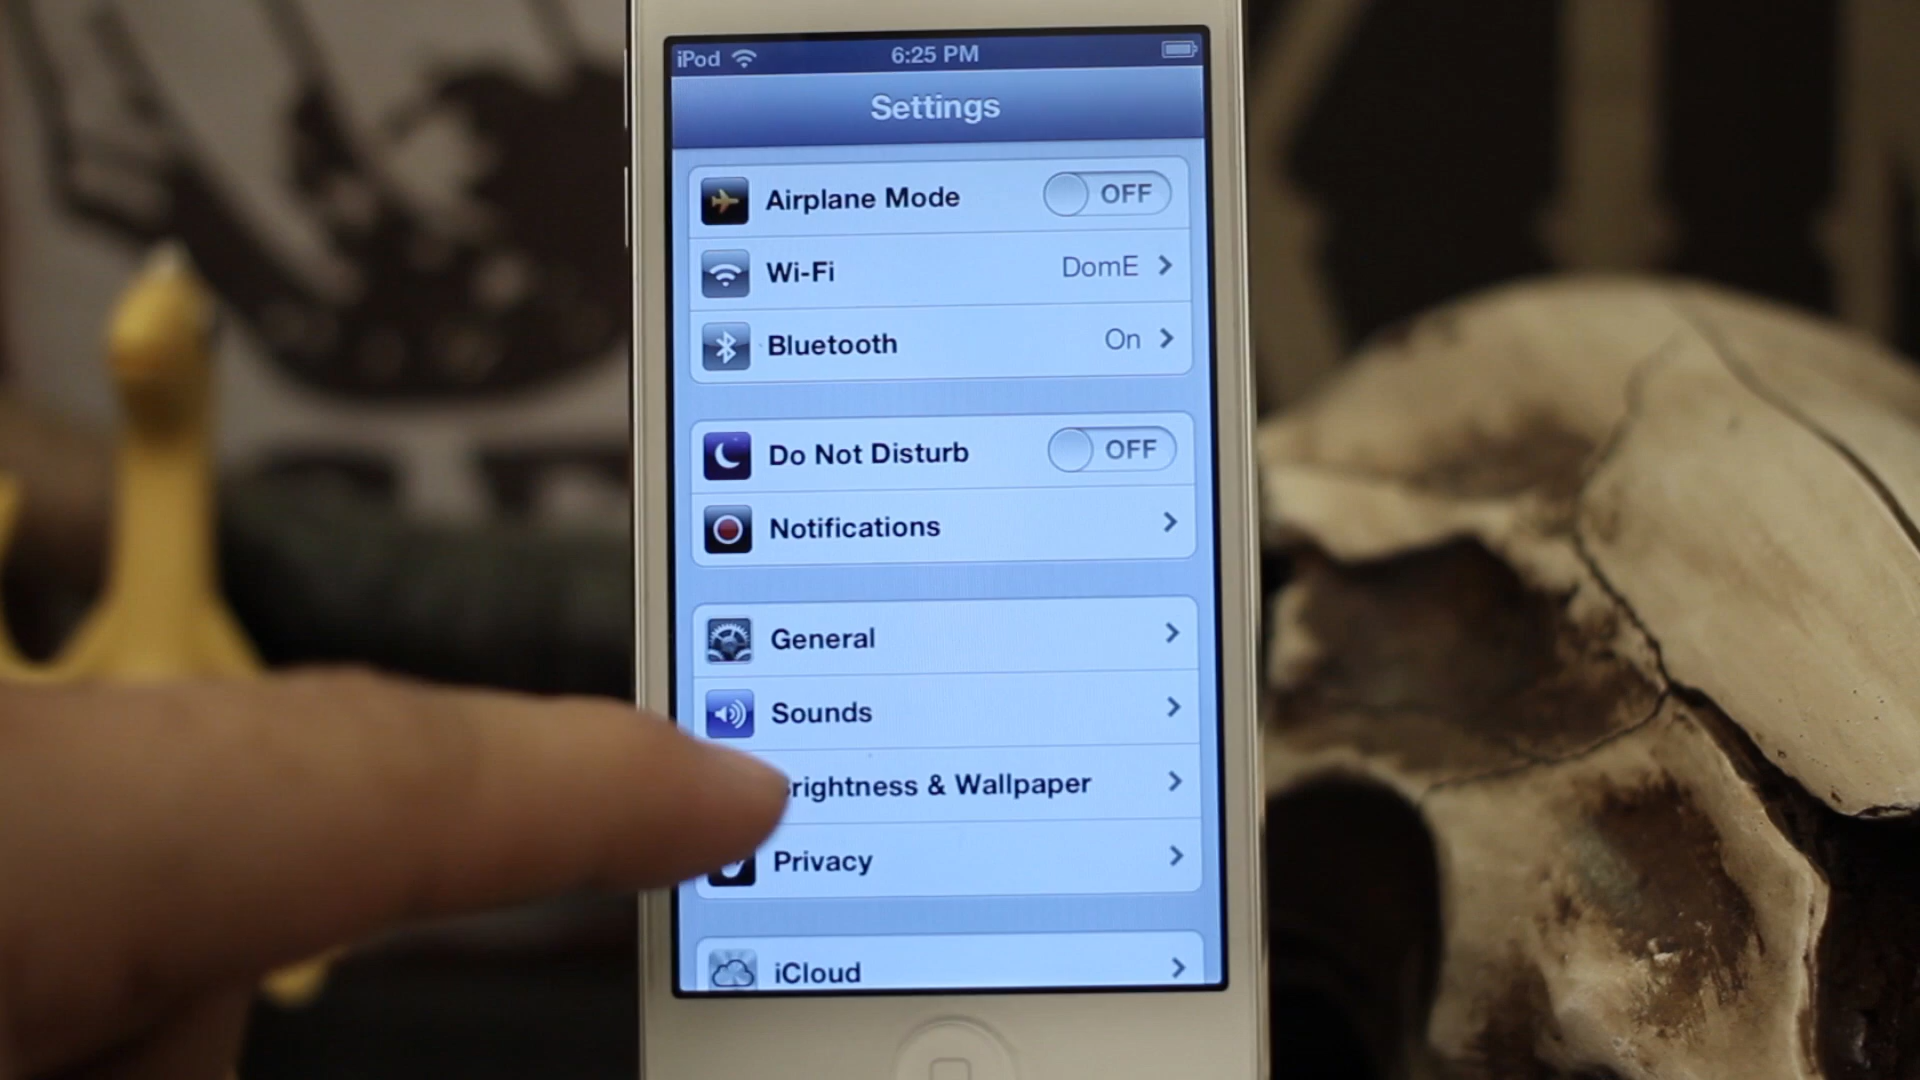 iPod 6:25 PM
Settings
Airplane Mode OFF
Wi-Fi DomE
Bluetooth On
Do Not Disturb OFF
Notifications
General
Sounds
rightness & Wallpaper
Privacy
iCloud